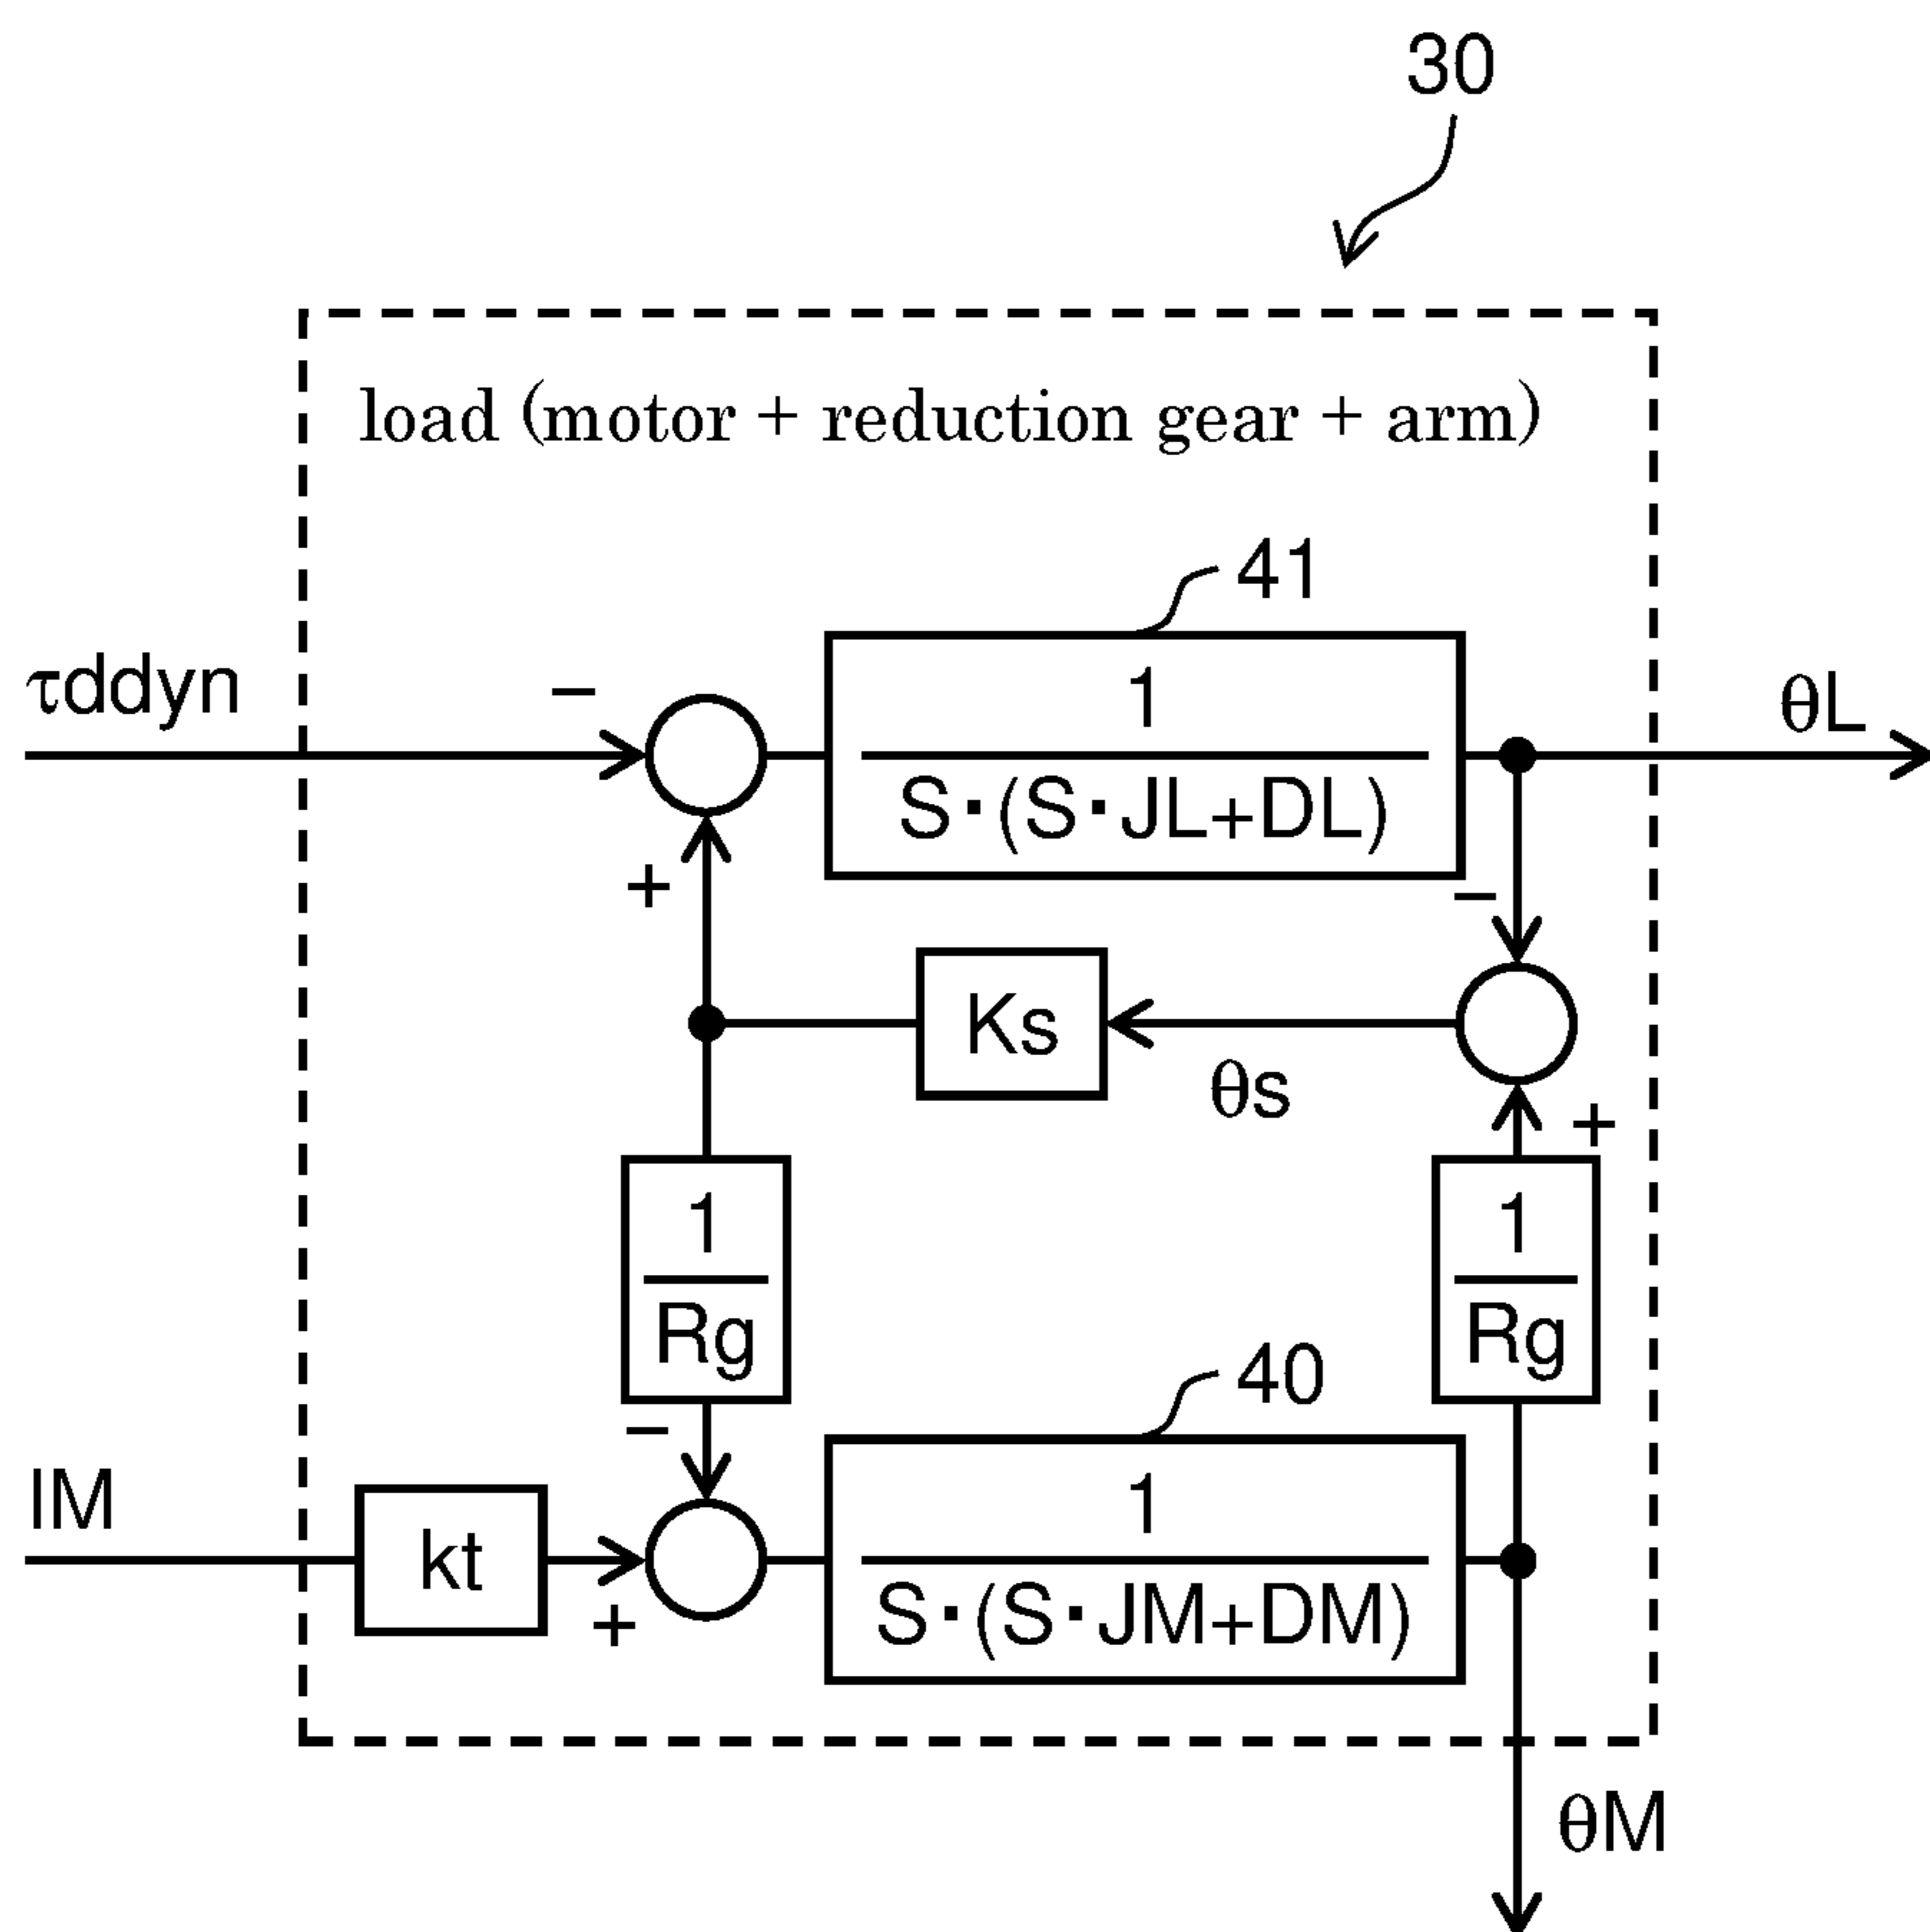 30
load (motor + reduction gear + arm)
41
τddyn
−
1
S·(S·JL+DL)
θL
+
−
Ks
θs
+
1
Rg
1
Rg
−
40
IM
kt
+
1
S·(S·JM+DM)
θM